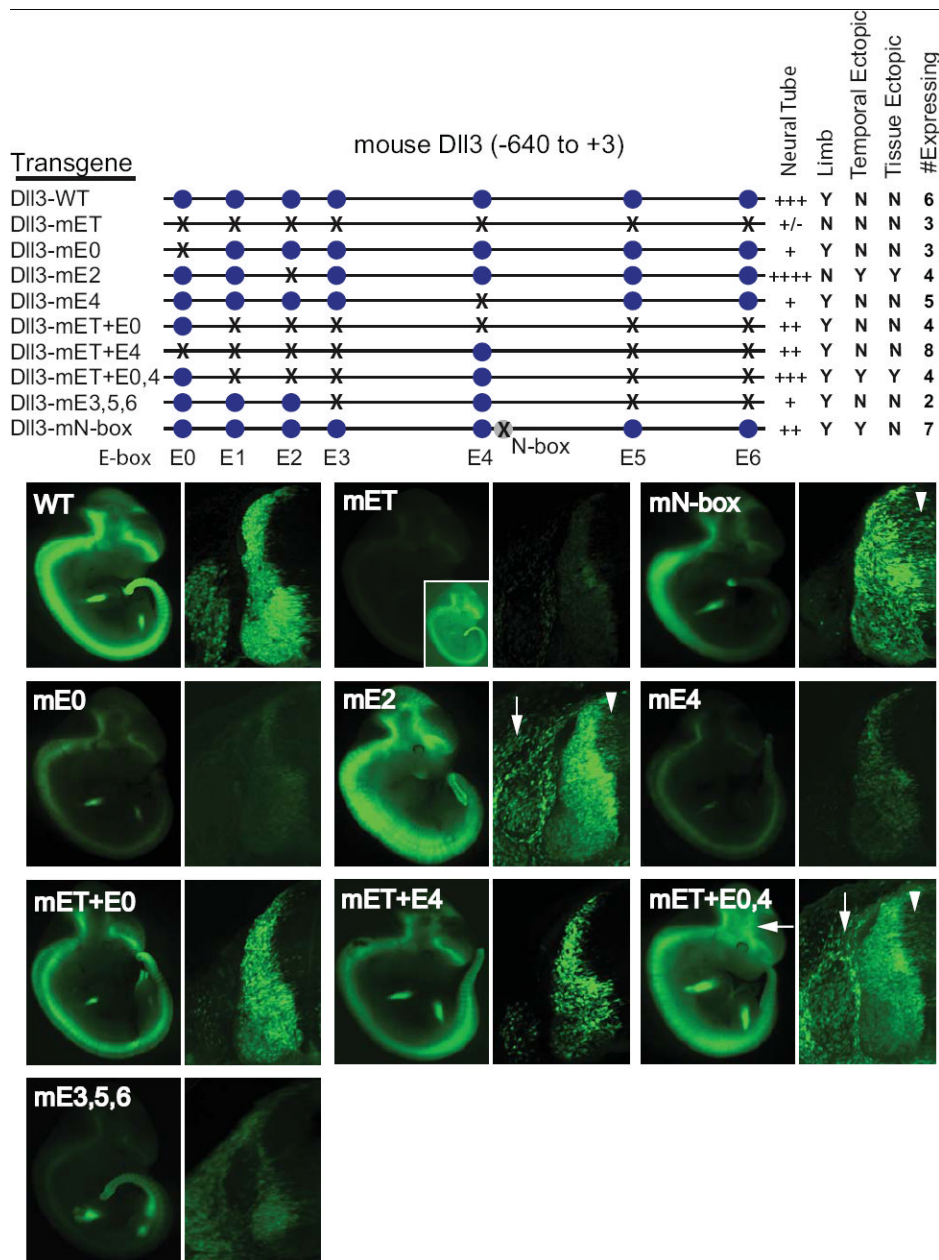 Neural Tube
Limb
Temporal Ectopic
Tissue Ectopic
#Expressing
Transgene
mouse Dll3 (-640 to +3)
Dll3-WT +++ Y N N 6
Dll3-mET X X X X X X X +/- N N N 3
Dll3-mE0 X + Y N N 3
Dll3-mE2 X ++++ N Y Y 4
Dll3-mE4 X + Y N N 5
Dll3-mET+E0 X X X X X X ++ Y N N 4
Dll3-mET+E4 X X X X X X ++ Y N N 8
Dll3-mET+E0,4 X X X X X +++ Y Y Y 4
Dll3-mE3,5,6 X X X + Y N N 2
Dll3-mN-box X ++ Y Y N 7
N-box
E-box E0 E1 E2 E3 E4 E5 E6
WT
mET
mN-box
mE0
mE2
mE4
mET+E0
mET+E4
mET+E0,4
mE3,5,6